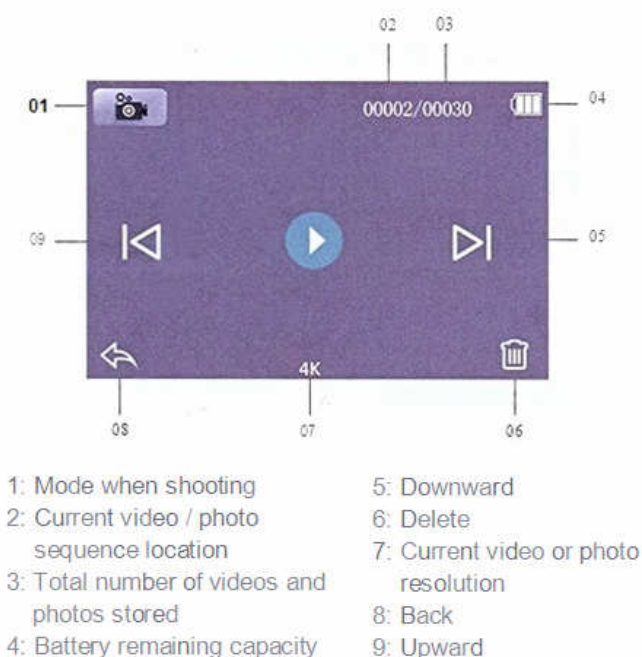 02 03
01
00002/00030
04
09
05
4K
08 07 06
1: Mode when shooting
2: Current video / photo
sequence location
3: Total number of videos and
photos stored
4: Battery remaining capacity
5: Downward
6: Delete
7: Current video or photo
resolution
8: Back
9: Upward